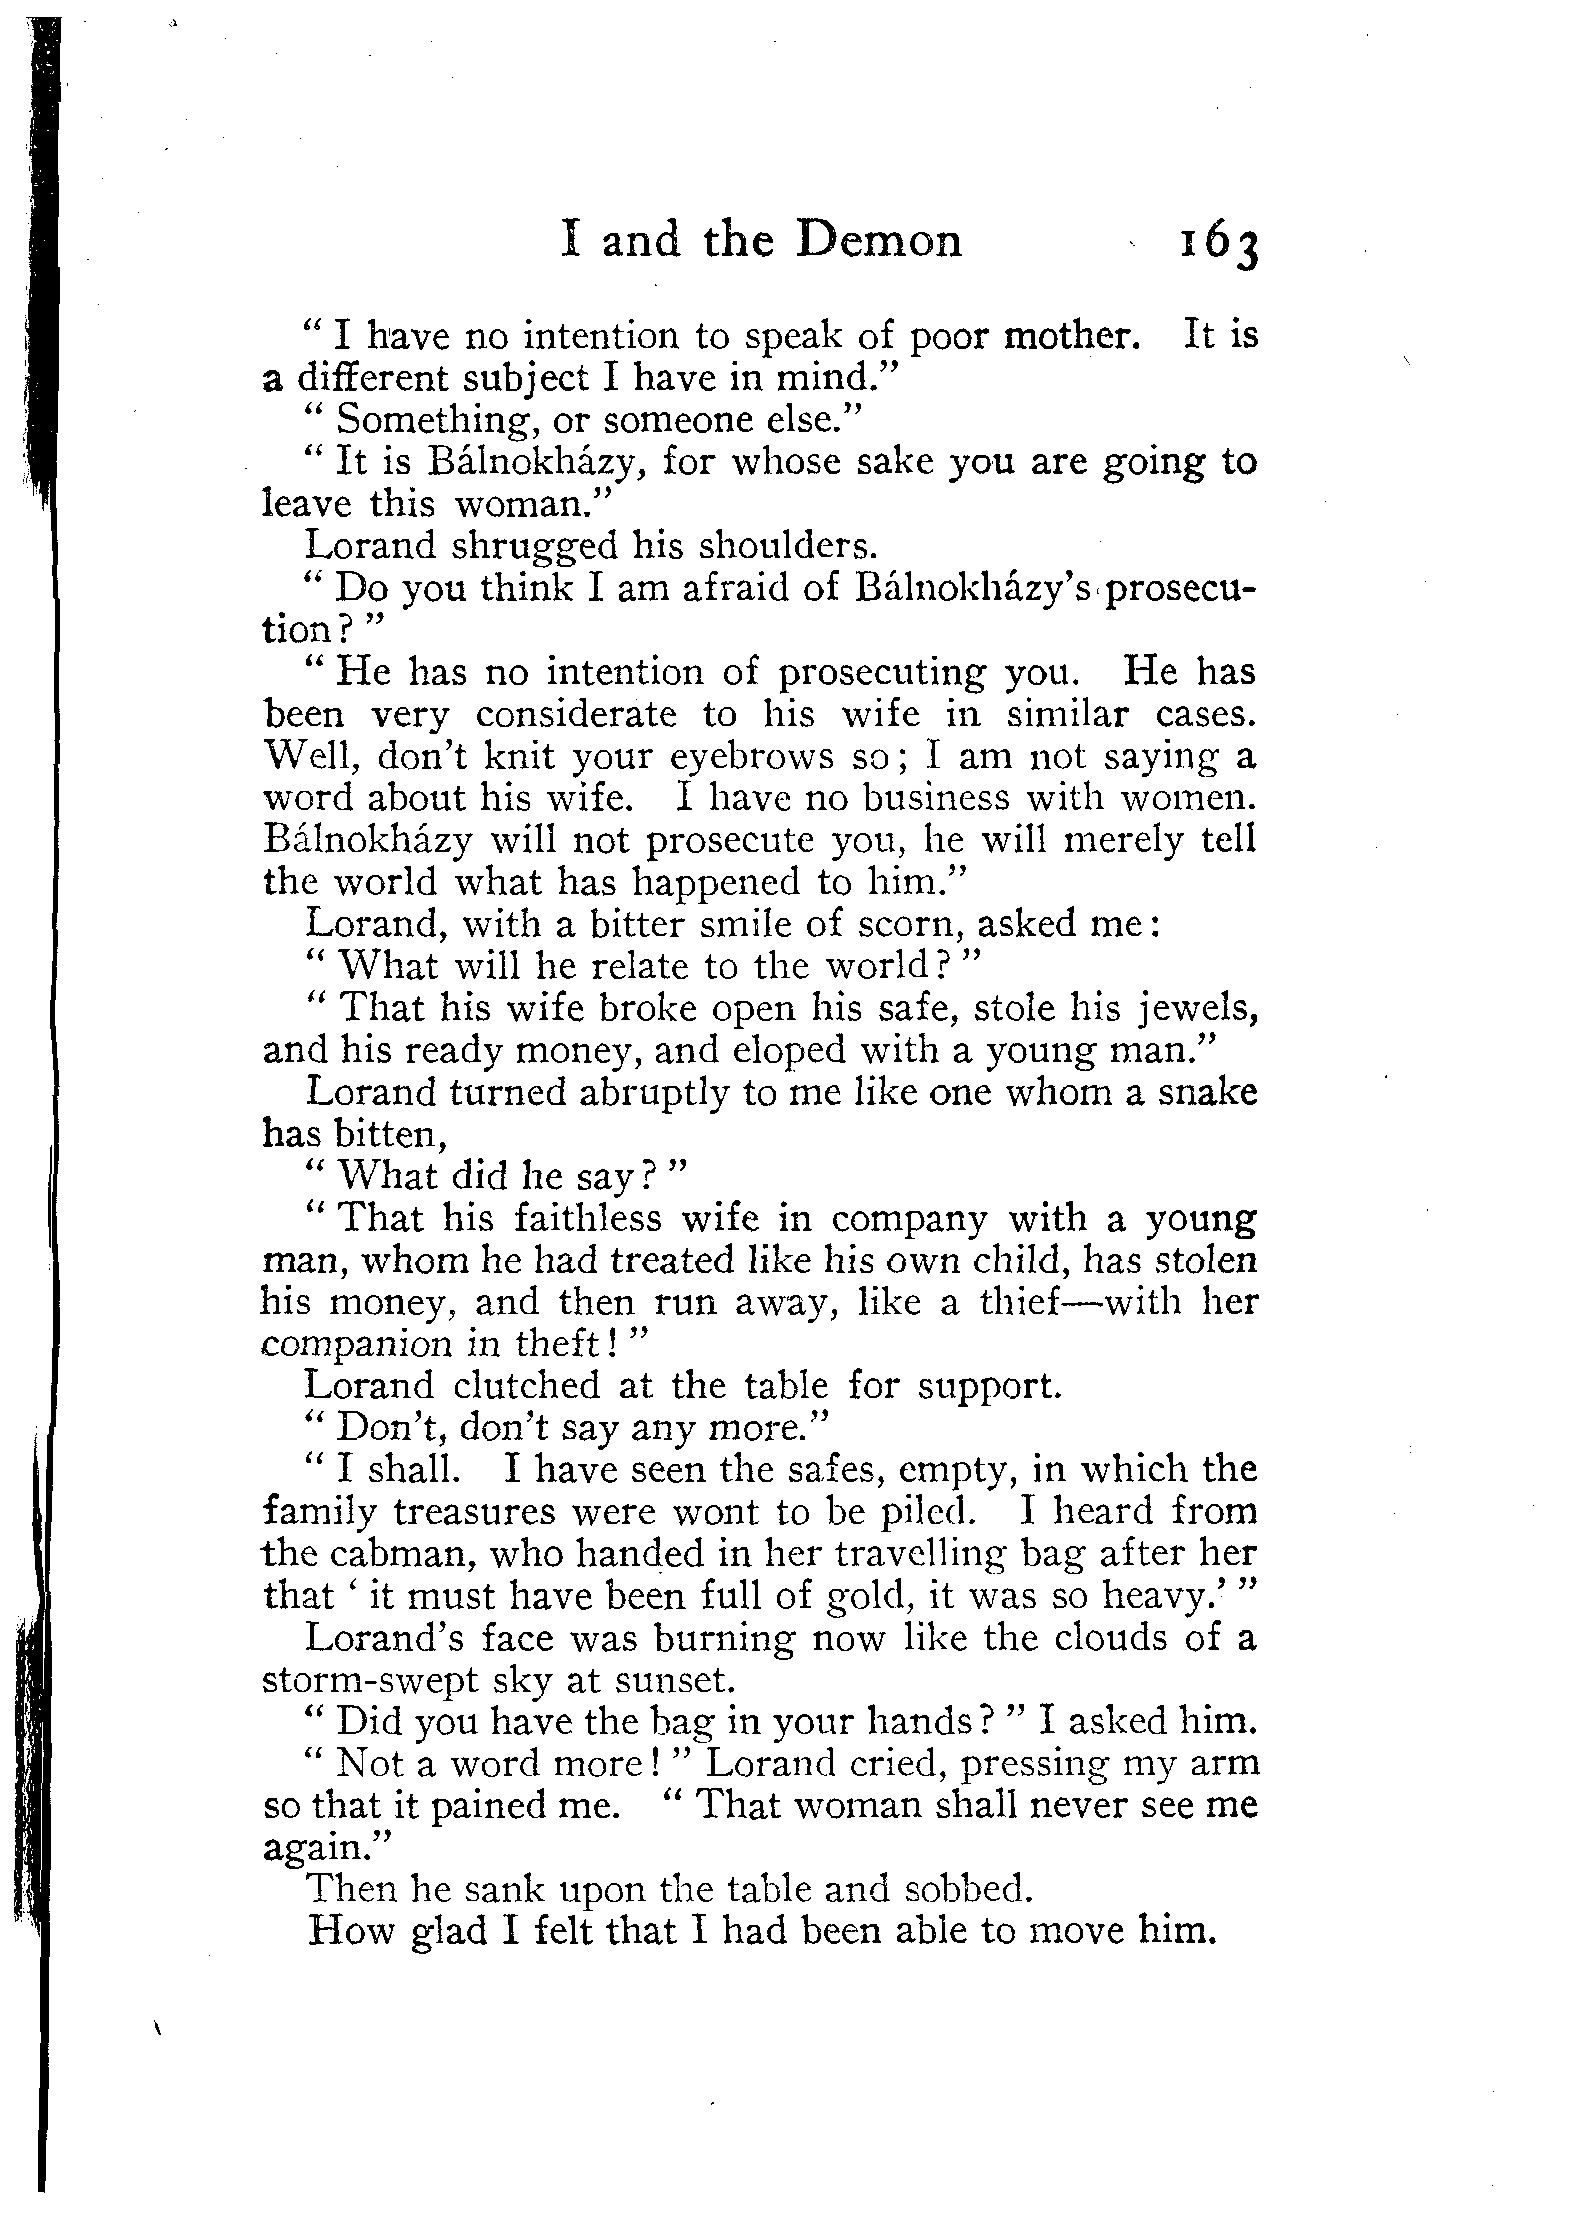 I and the Demon 163
“ I have no intention to speak of poor mother. It is
a different subject I have in mind.”
“ Something, or someone else.”
“ It is Bálnokházy, for whose sake you are going to
leave this woman.”
Lorand shrugged his shoulders.
“ Do you think I am afraid of Bálnokházy’s prosecu-
tion? ”
“ He has no intention of prosecuting you. He has
been very considerate to his wife in similar cases.
Well, don’t knit your eyebrows so; I am not saying a
word about his wife. I have no business with women.
Bálnokházy will not prosecute you, he will merely tell
the world what has happened to him.”
Lorand, with a bitter smile of scorn, asked me:
“ What will he relate to the world? ”
“ That his wife broke open his safe, stole his jewels,
and his ready money, and eloped with a young man.”
Lorand turned abruptly to me like one whom a snake
has bitten,
“ What did he say? ”
“ That his faithless wife in company with a young
man, whom he had treated like his own child, has stolen
his money, and then run away, like a thief—with her
companion in theft! ”
Lorand clutched at the table for support.
“ Don’t, don’t say any more.”
“ I shall. I have seen the safes, empty, in which the
family treasures were wont to be piled. I heard from
the cabman, who handed in her travelling bag after her
that ‘ it must have been full of gold, it was so heavy.’ ”
Lorand’s face was burning now like the clouds of a
storm-swept sky at sunset.
“ Did you have the bag in your hands? ” I asked him.
“ Not a word more! ” Lorand cried, pressing my arm
so that it pained me. “ That woman shall never see me
again.”
Then he sank upon the table and sobbed.
How glad I felt that I had been able to move him.